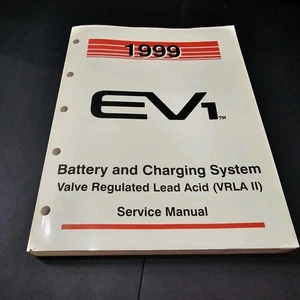 1999
EV1™
Battery and Charging System
Valve Regulated Lead Acid (VRLA II)
Service Manual